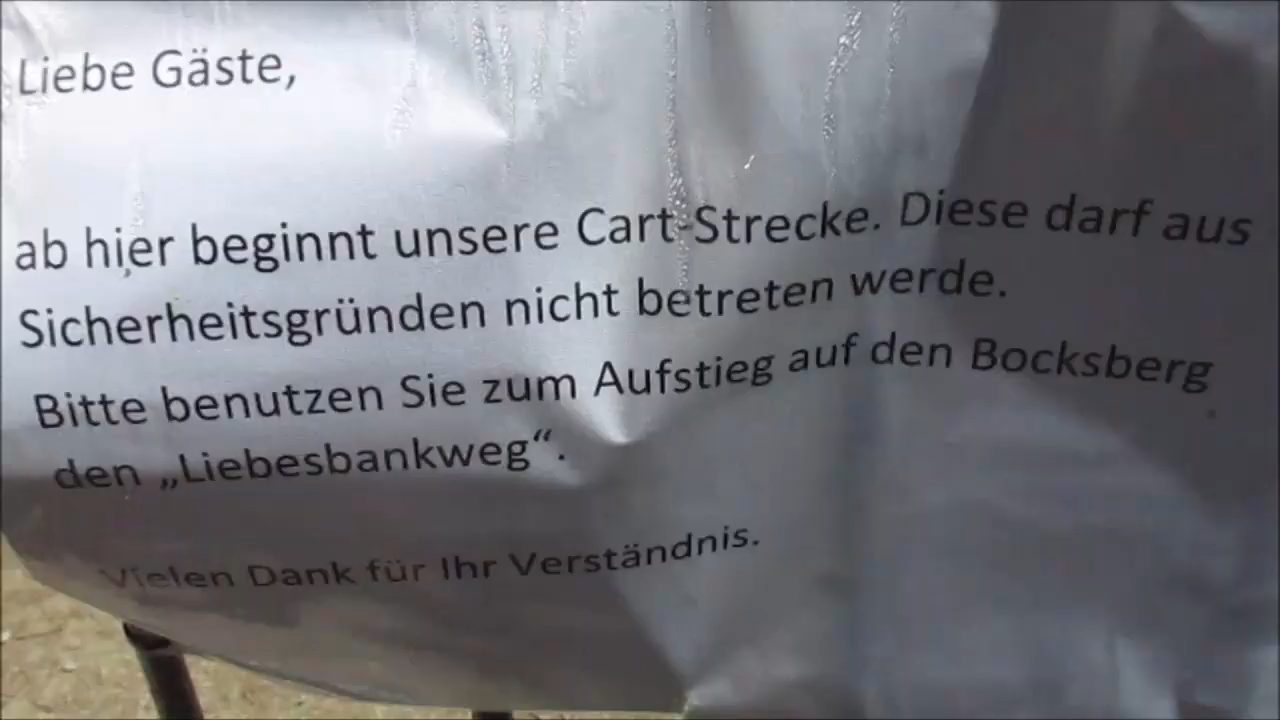 Liebe Gäste,
ab hier beginnt unsere Cart-Strecke. Diese darf aus
Sicherheitsgründen nicht betreten werde.
Bitte benutzen Sie zum Aufstieg auf den Bocksberg
den „Liebesbankweg“.
Vielen Dank für Ihr Verständnis.